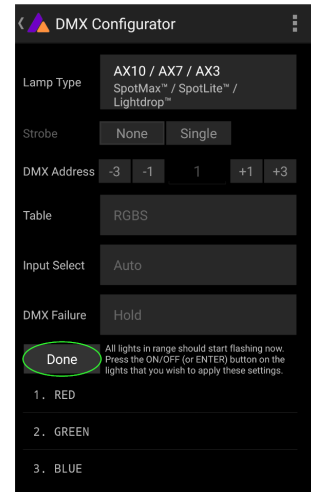 DMX Configurator
Lamp Type
AX10 / AX7 / AX3
SpotMax™ / SpotLite™ /
Lightdrop™
Strobe
None Single
DMX Address -3 -1 1 +1 +3
Table RGBS
Input Select Auto
DMX Failure Hold
Done
All lights in range should start flashing now.
Press the ON/OFF (or ENTER) button on the
lights that you wish to apply these settings.
1. RED
2. GREEN
3. BLUE